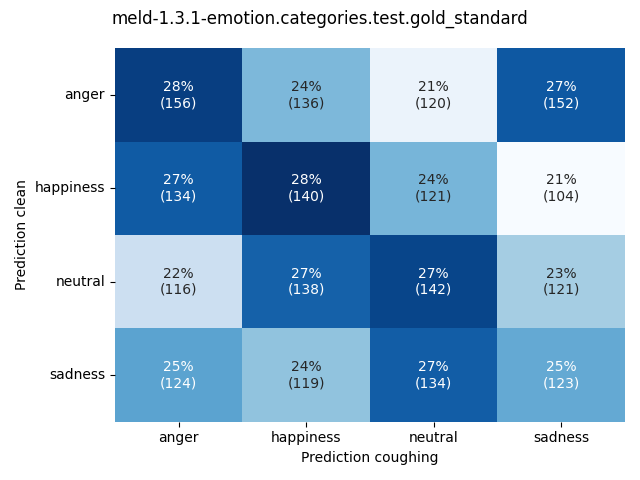 meld-1.3.1-emotion.categories.test.gold_standard
Prediction clean
anger
28% 24% 21% 27%
(156) (136) (120) (152)
happiness
27% 28% 24% 21%
(134) (140) (121) (104)
neutral
22% 27% 27% 23%
(116) (138) (142) (121)
sadness
25% 24% 27% 25%
(124) (119) (134) (123)
anger happiness neutral sadness
Prediction coughing